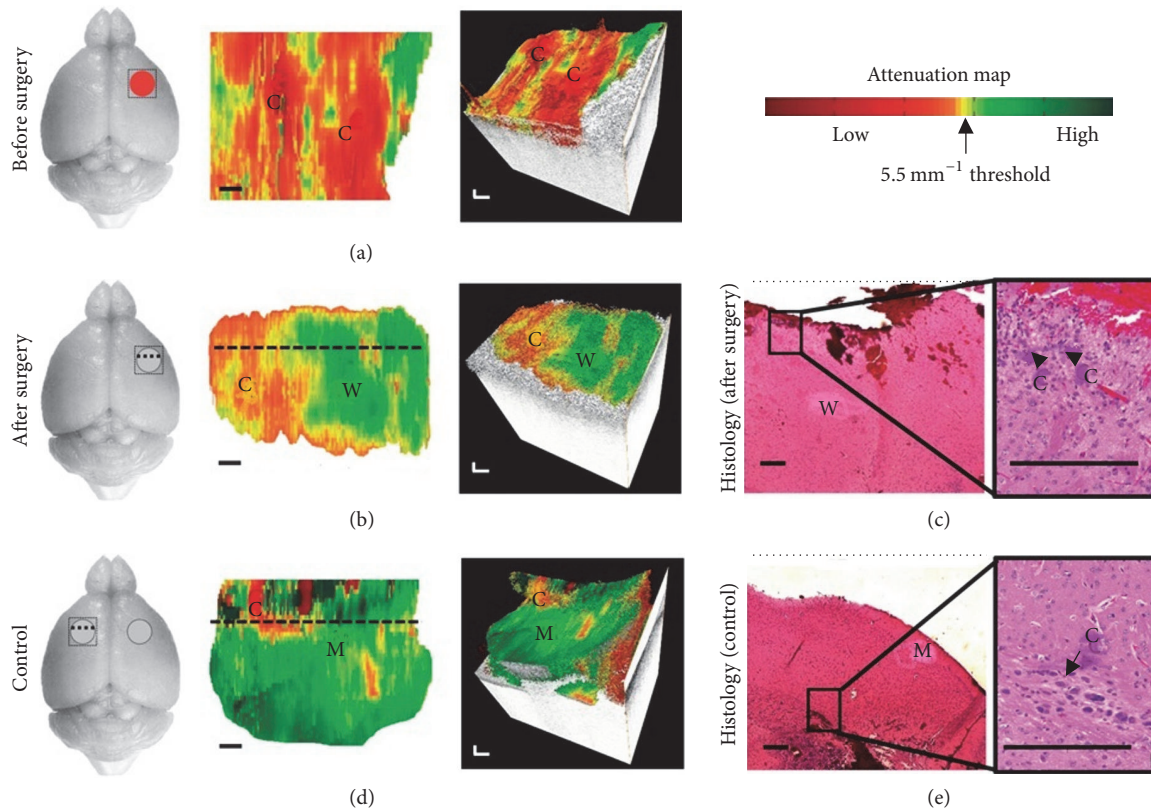 Before surgery
C
C
C
C
(a)
Attenuation map
Low
High
5.5 mm⁻¹ threshold
After surgery
C
W
C
W
(b)
Histology (after surgery)
W
C
C
(c)
Control
C
M
C
M
(d)
Histology (control)
M
C
(e)